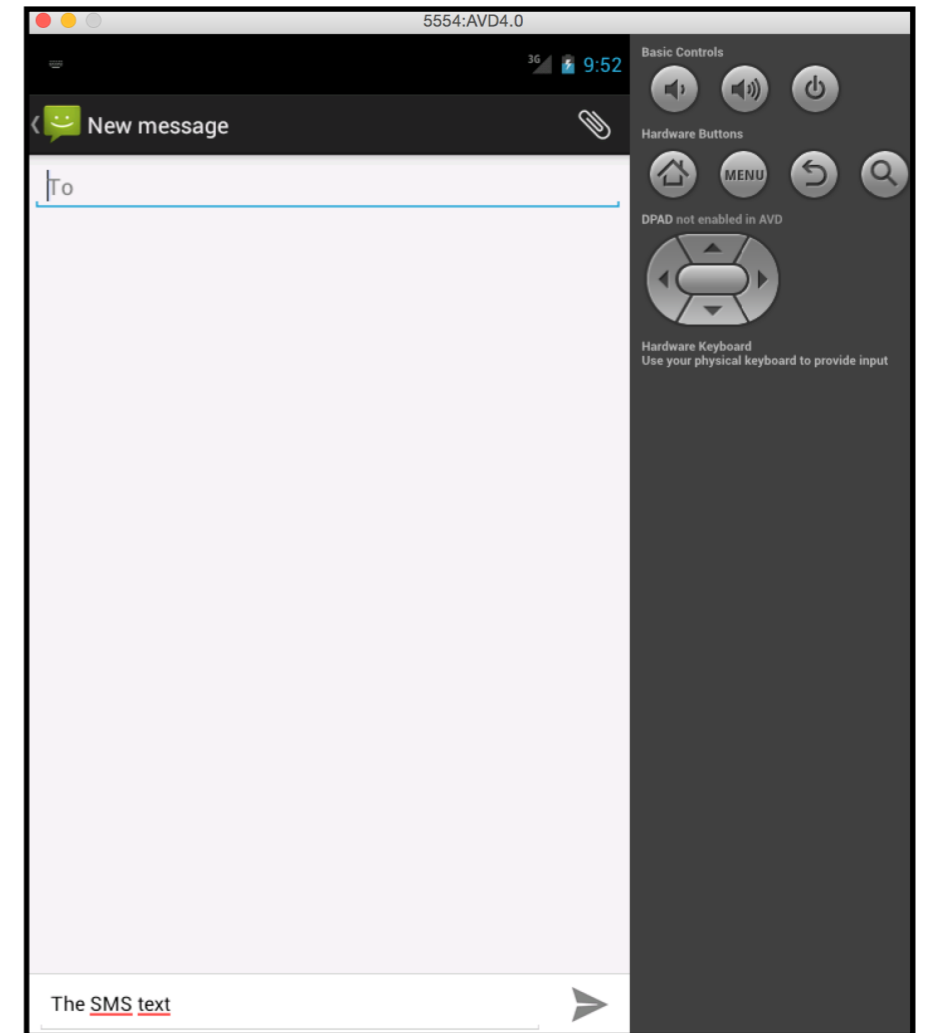 5554:AVD4.0
3G 9:52
New message
To
The SMS text
Basic Controls
Hardware Buttons
MENU
DPAD not enabled in AVD
Hardware Keyboard
Use your physical keyboard to provide input